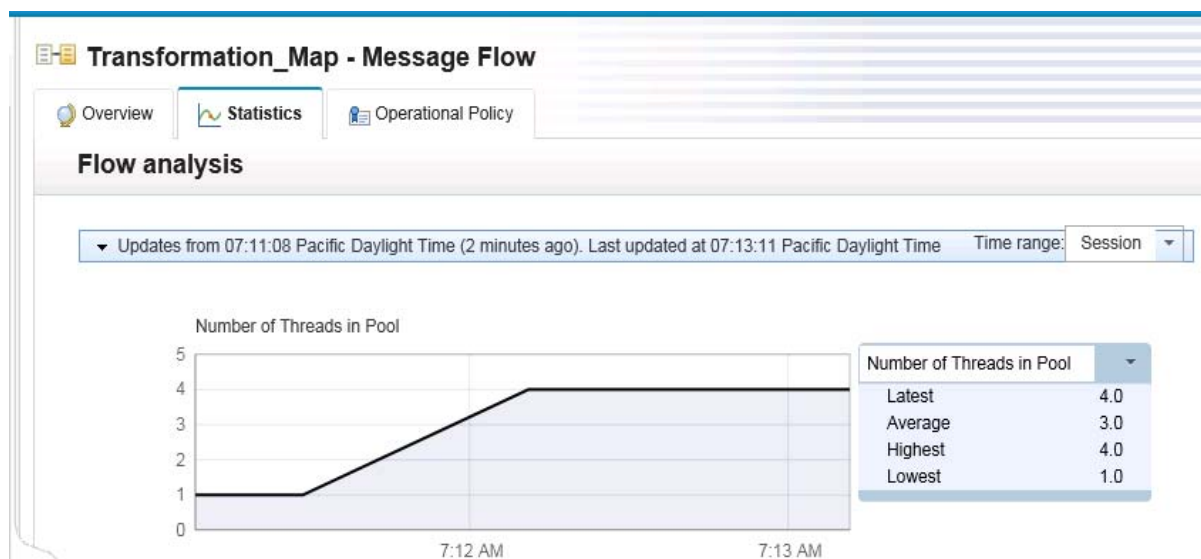 Transformation_Map - Message Flow
Overview
Statistics
Operational Policy
Flow analysis
Updates from 07:11:08 Pacific Daylight Time (2 minutes ago). Last updated at 07:13:11 Pacific Daylight Time
Time range: Session
Number of Threads in Pool
5
4
3
2
1
0
7:12 AM
7:13 AM
Number of Threads in Pool
Latest 4.0
Average 3.0
Highest 4.0
Lowest 1.0